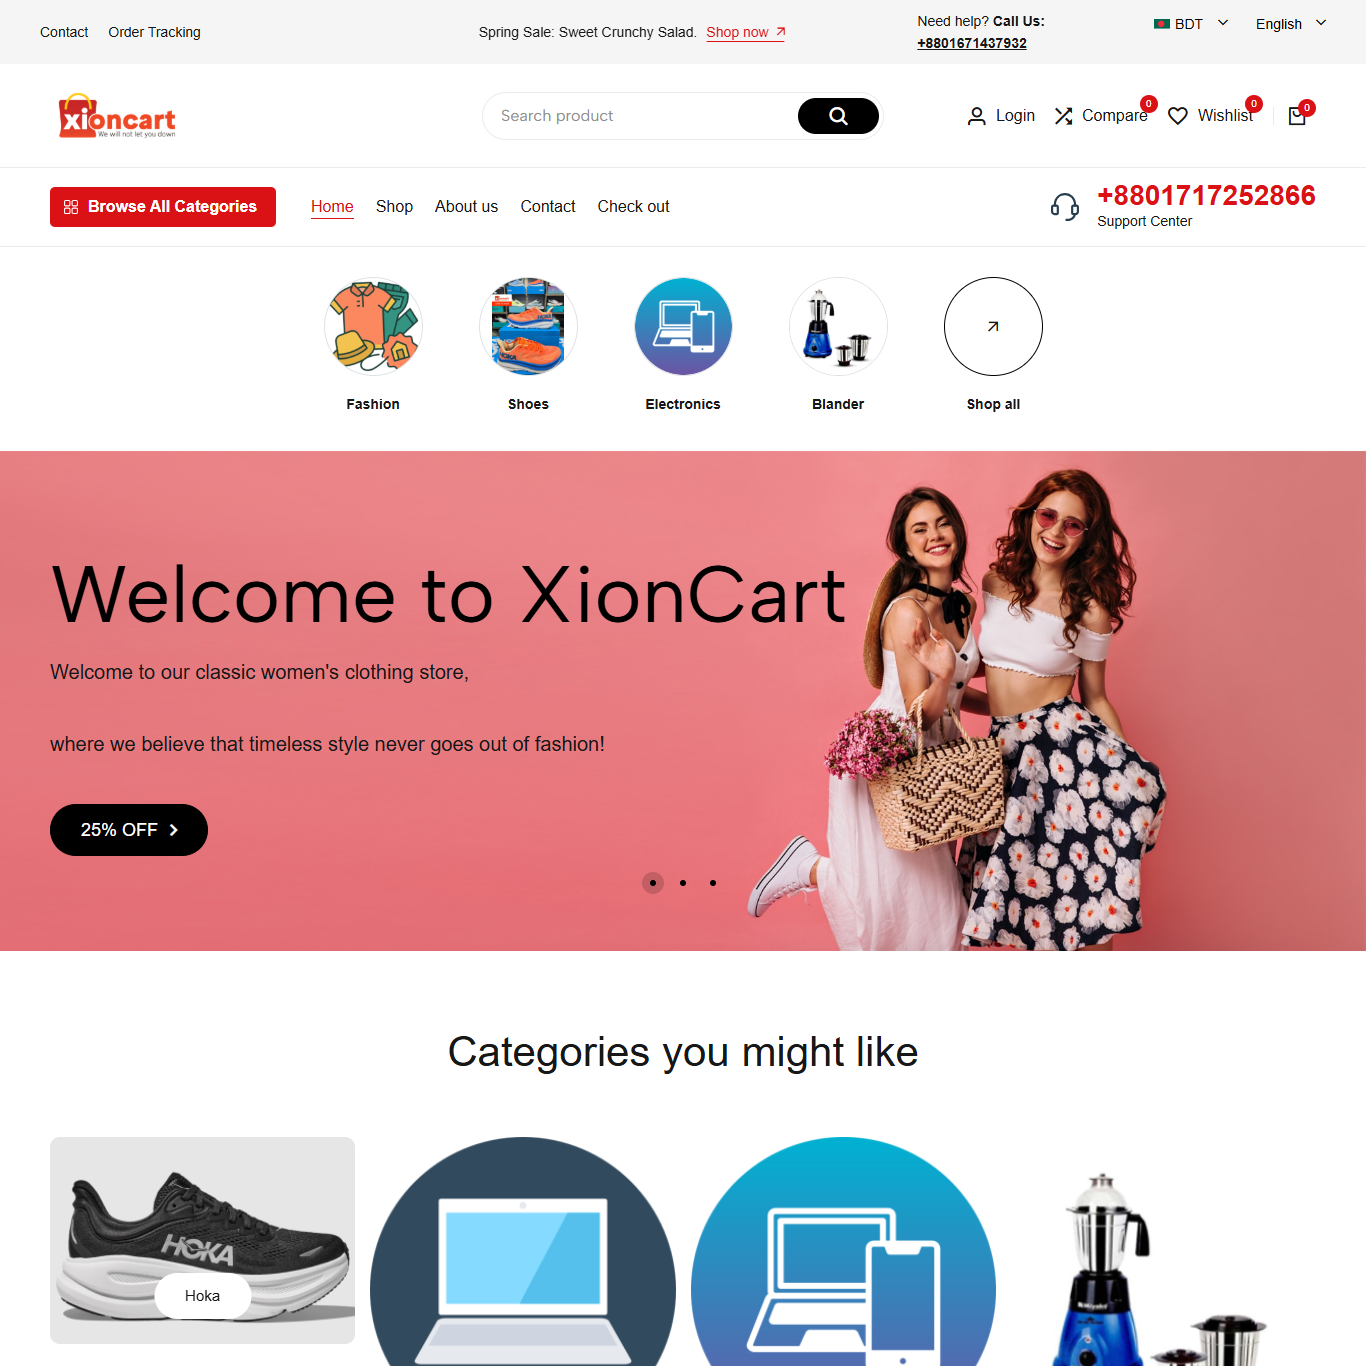 Contact Order Tracking
Spring Sale: Sweet Crunchy Salad. Shop now
Need help? Call Us:
+8801671437932
BDT
English
xioncart
We will not let you down
Search product
Login
Compare
0
Wishlist
0
0
Browse All Categories
Home Shop About us Contact Check out
+8801717252866
Support Center
Fashion
Shoes
Electronics
Blander
Shop all
Welcome to XionCart
Welcome to our classic women's clothing store,
where we believe that timeless style never goes out of fashion!
25% OFF
Categories you might like
HOKA
Hoka